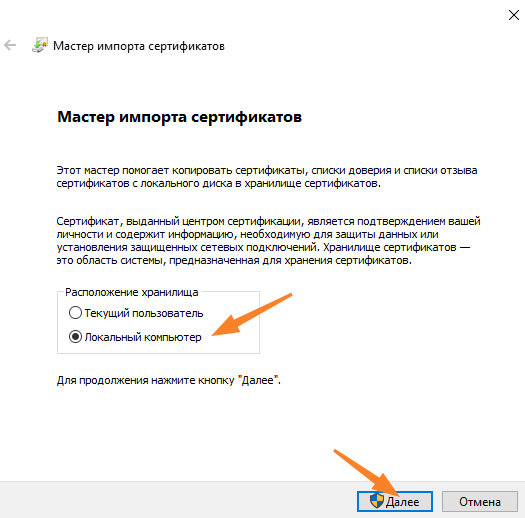 Мастер импорта сертификатов
Мастер импорта сертификатов
Этот мастер помогает копировать сертификаты, списки доверия и списки отзыва
сертификатов с локального диска в хранилище сертификатов.
Сертификат, выданный центром сертификации, является подтверждением вашей
личности и содержит информацию, необходимую для защиты данных или
установления защищенных сетевых подключений. Хранилище сертификатов —
это область системы, предназначенная для хранения сертификатов.
Расположение хранилища
Текущий пользователь
Локальный компьютер
Для продолжения нажмите кнопку "Далее".
Далее
Отмена